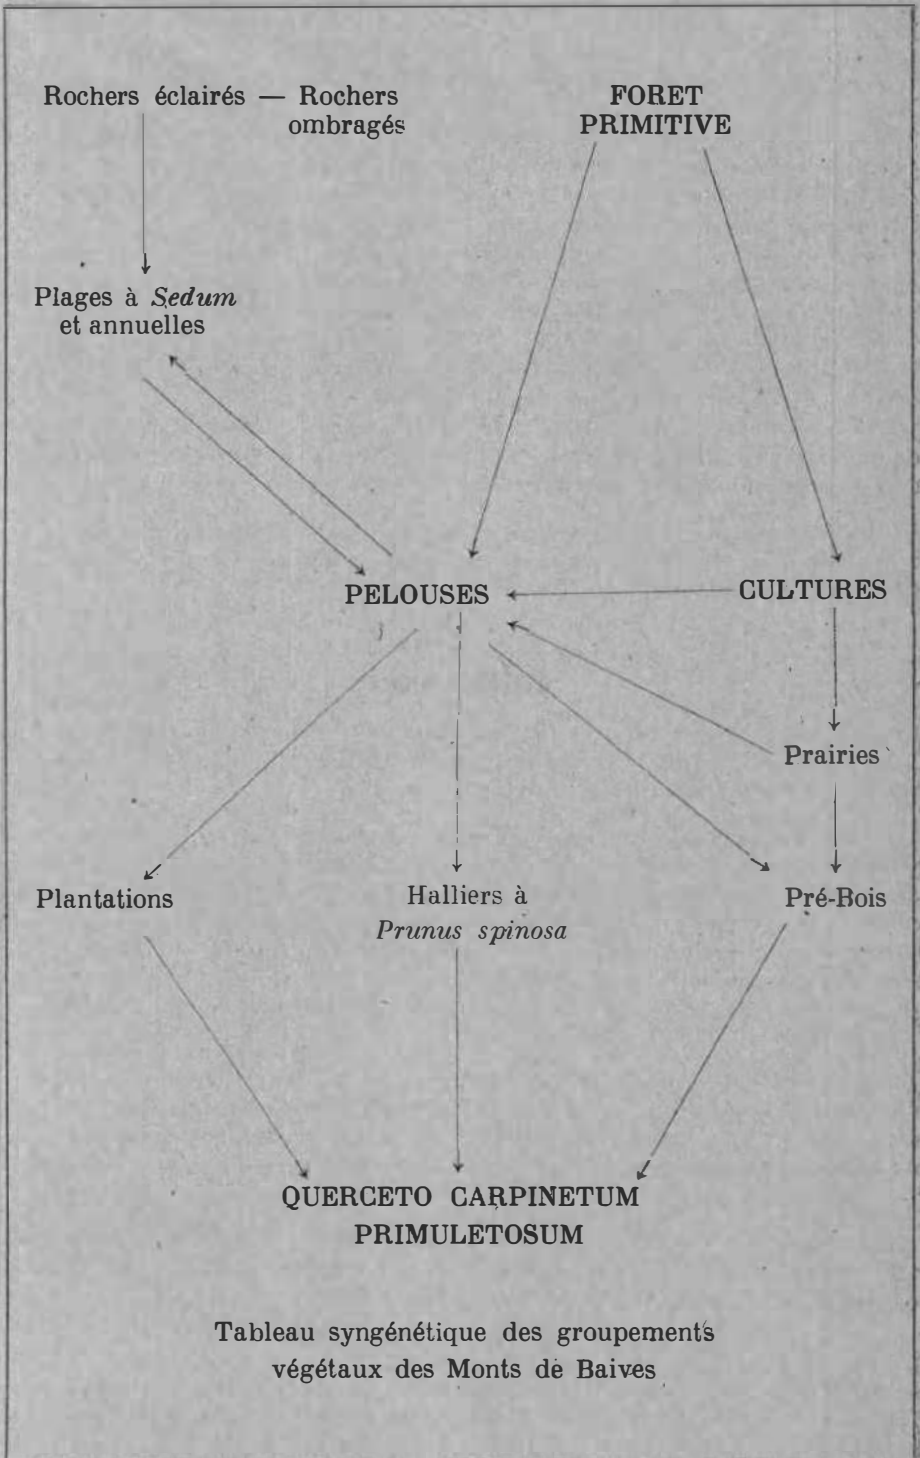 Rochers éclairés — Rochers
ombragés
FORET
PRIMITIVE
Plages à Sedum
et annuelles
PELOUSES
CULTURES
Prairies
Plantations
Halliers à
Prunus spinosa
Pré-Bois
QUERCETO CARPINETUM
PRIMULETOSUM
Tableau syngénétique des groupements
végétaux des Monts de Baives